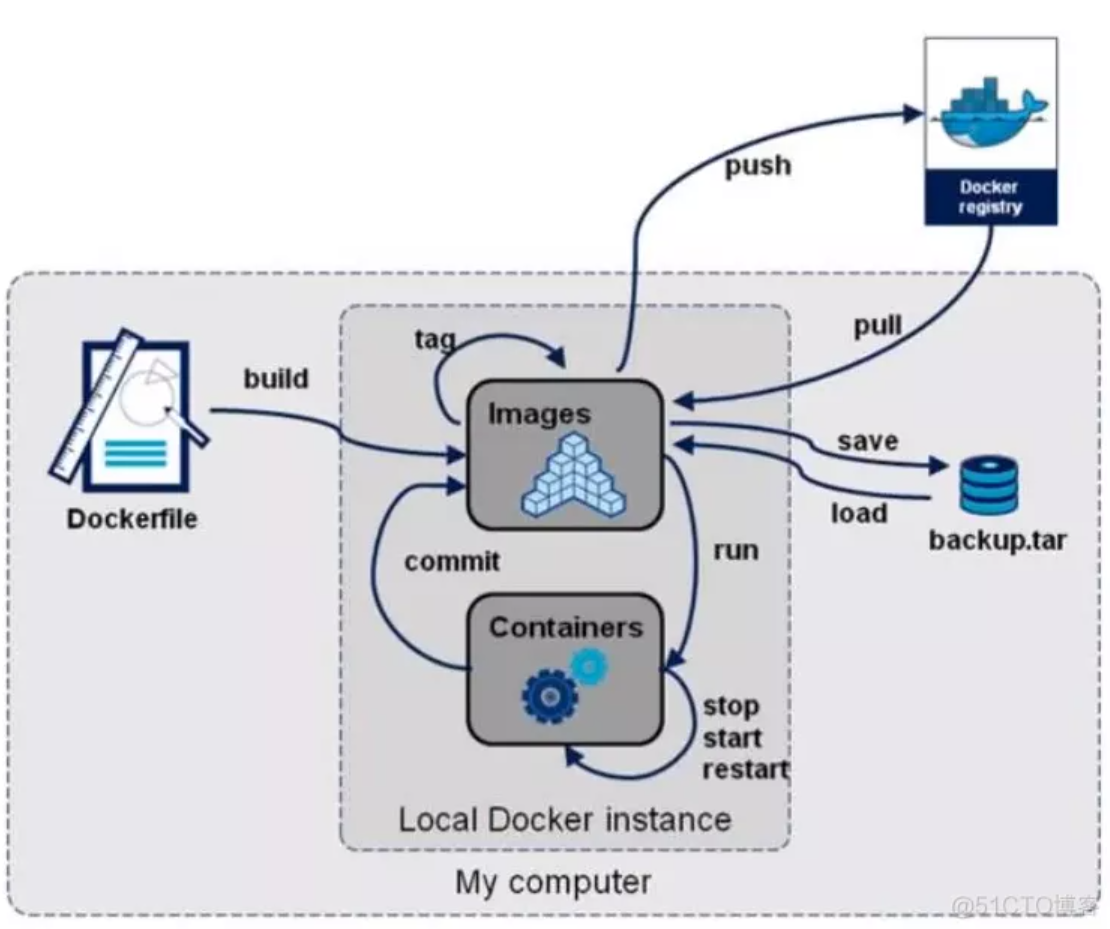 Docker
registry
push
pull
tag
build
Images
save
load
backup.tar
Dockerfile
commit
run
Containers
stop
start
restart
Local Docker instance
My computer
@51CTO博客